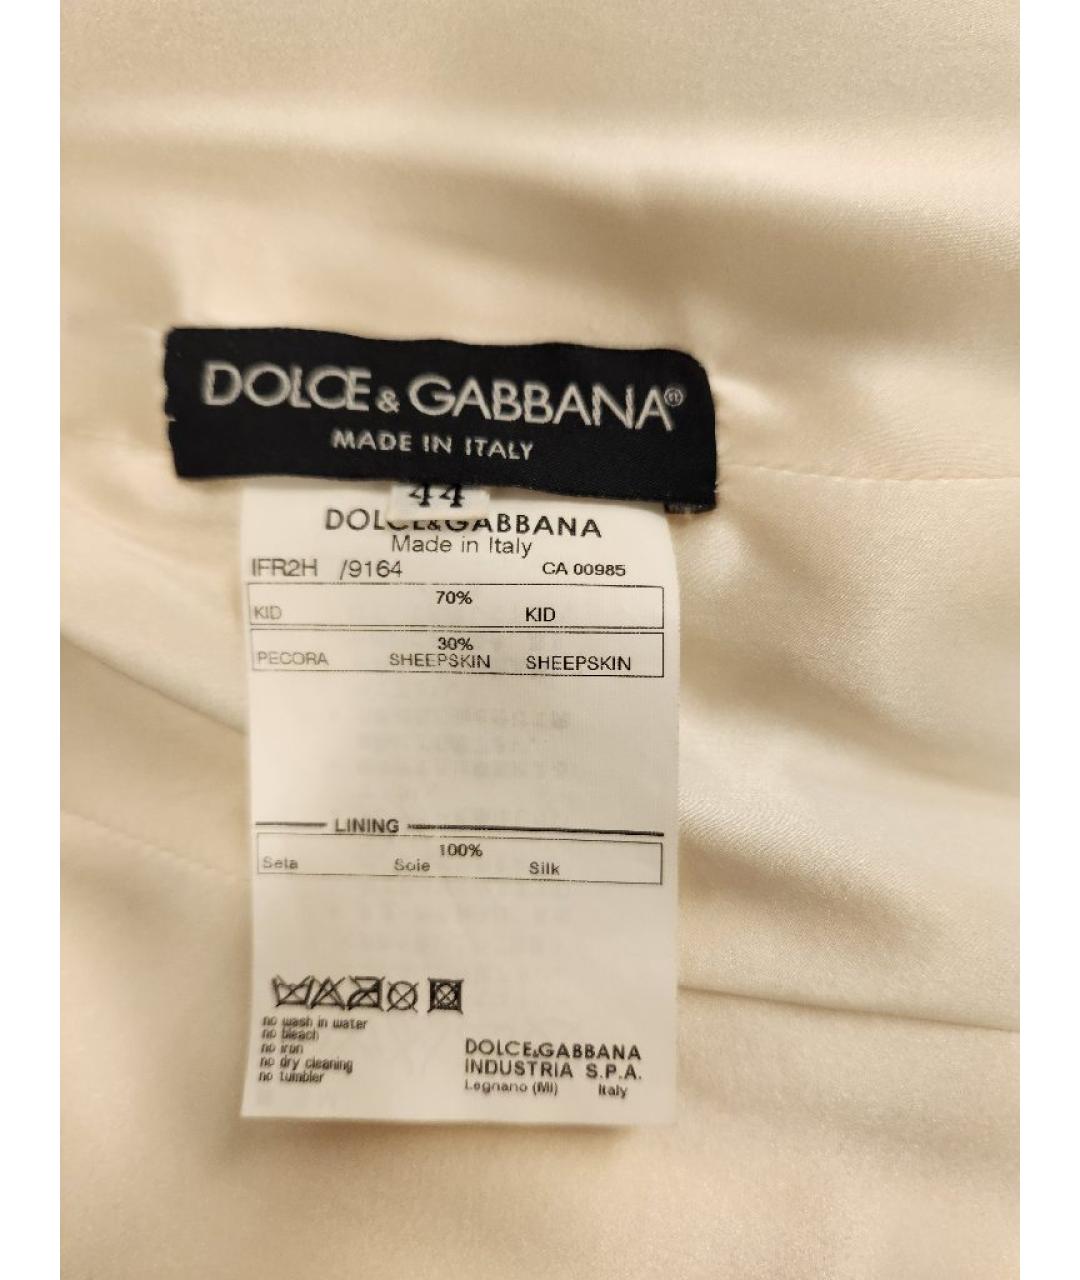 DOLCE & GABBANA®
MADE IN ITALY
44
DOLCE&GABBANA
Made in Italy
IFR2H /9164 CA 00985
70%
KID KID
30%
PECORA SHEEPSKIN SHEEPSKIN
LINING
100%
Seta Soie Silk
no wash in water
no bleach
no iron
no dry cleaning
no tumbler
DOLCE&GABBANA
INDUSTRIA S.P.A.
Legnano (MI) Italy